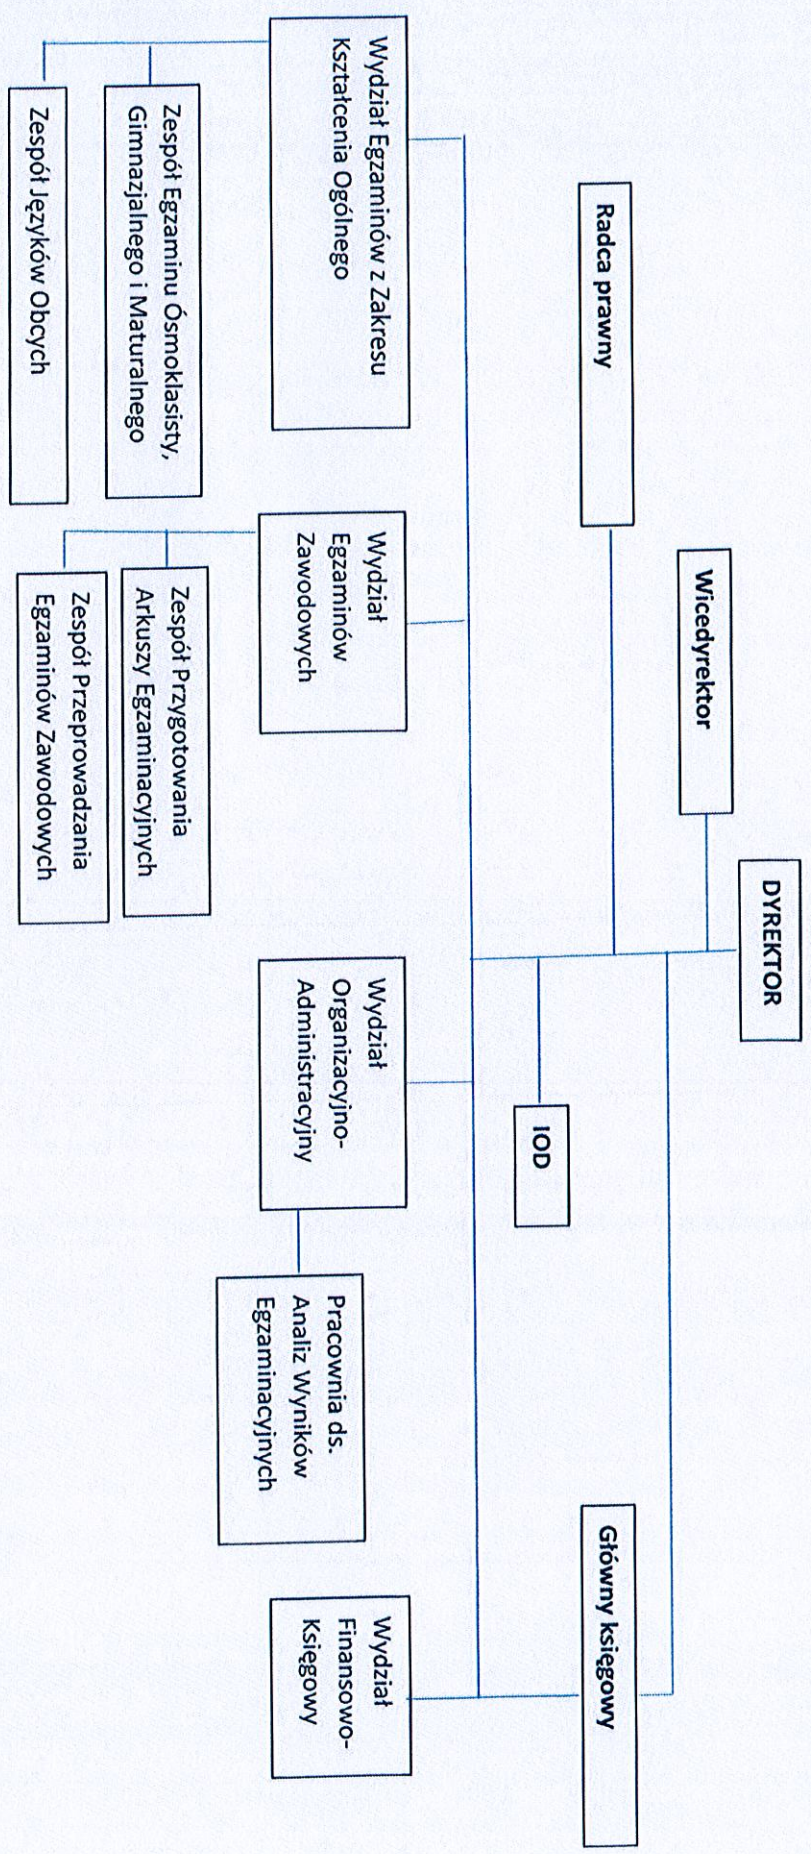 DYREKTOR
Wicedyrektor
Radca prawny
Główny księgowy
IOD
Wydział Egzaminów z Zakresu
Kształcenia Ogólnego
Zespół Egzaminu Ósmoklasisty,
Gimnazjalnego i Maturalnego
Zespół Języków Obcych
Wydział
Egzaminów
Zawodowych
Zespół Przygotowania
Arkuszy Egzaminacyjnych
Zespół Przeprowadzania
Egzaminów Zawodowych
Wydział
Organizacyjno-
Administracyjny
Pracownia ds.
Analiz Wyników
Egzaminacyjnych
Wydział
Finansowo-
Księgowy